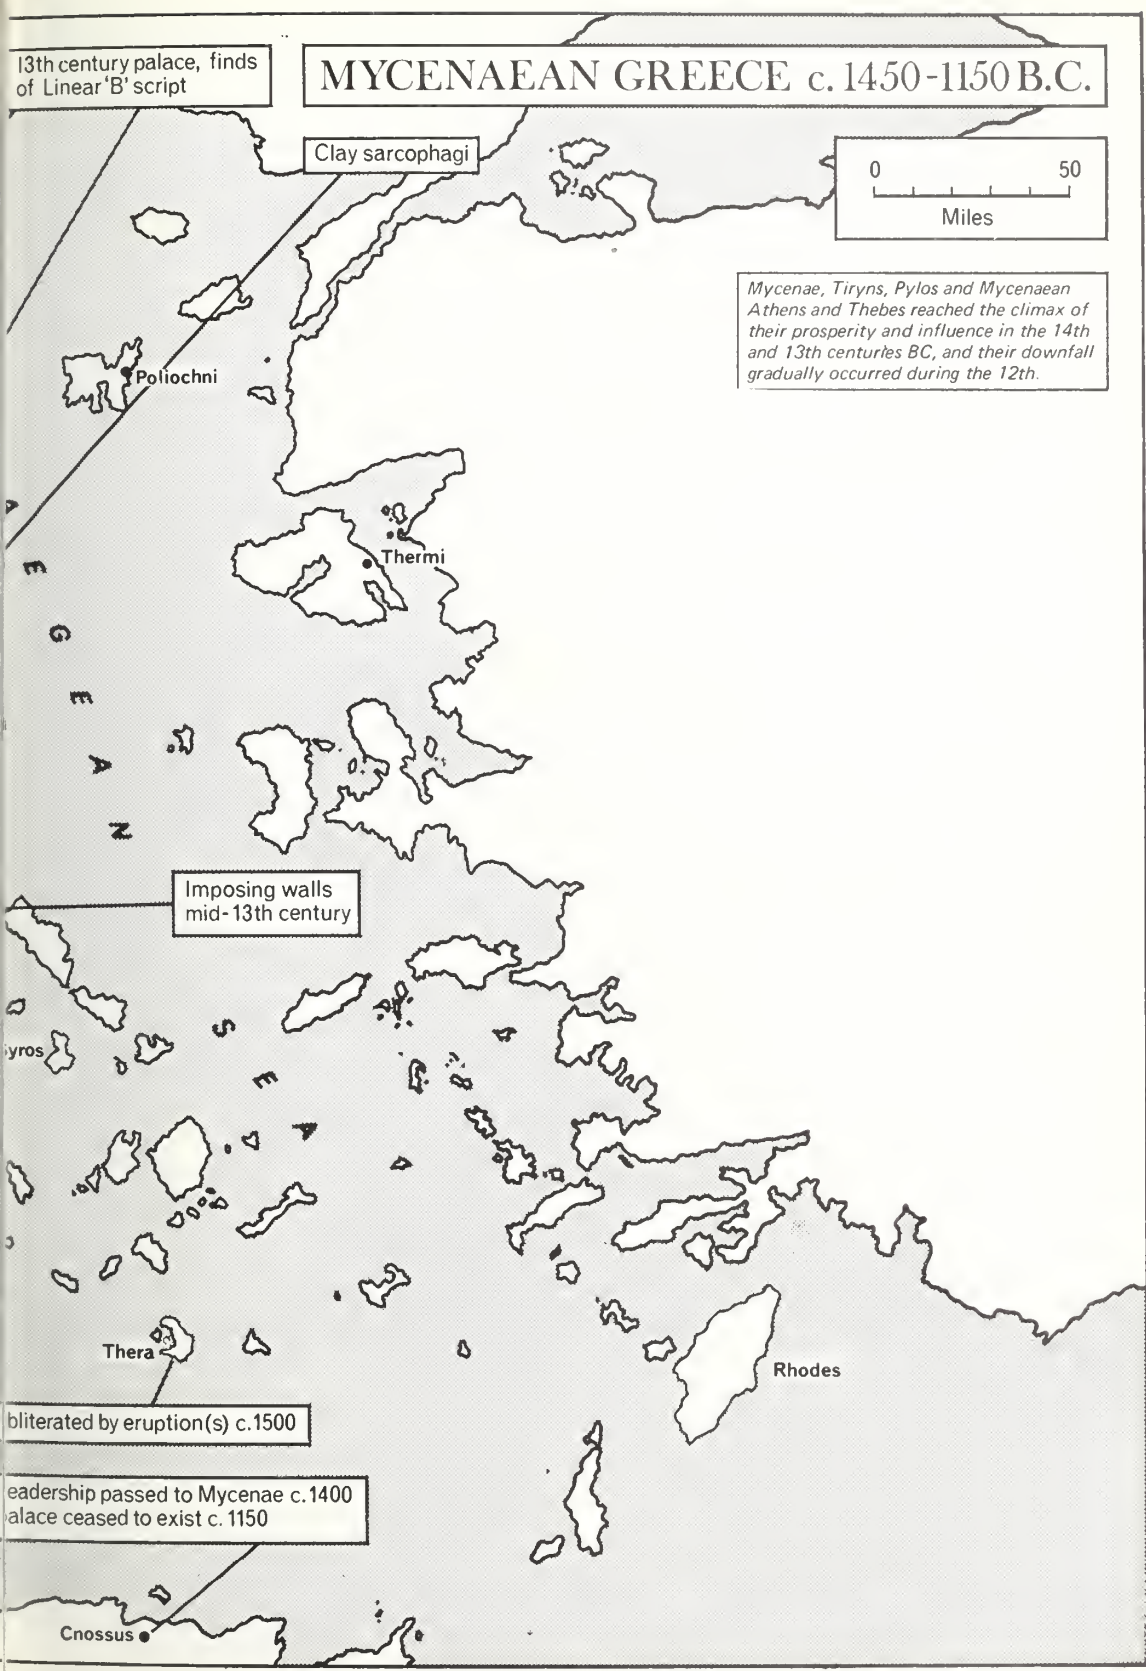 13th century palace, finds
of Linear 'B' script
MYCENAEAN GREECE c. 1450-1150 B.C.
Clay sarcophagi
0 50
Miles
Mycenae, Tiryns, Pylos and Mycenaean
Athens and Thebes reached the climax of
their prosperity and influence in the 14th
and 13th centuries BC, and their downfall
gradually occurred during the 12th.
Poliochni
Thermi
AEGEAN
Imposing walls
mid-13th century
SEA
yros
Thera
Rhodes
bliterated by eruption(s) c.1500
eadership passed to Mycenae c.1400
alace ceased to exist c. 1150
Cnossus